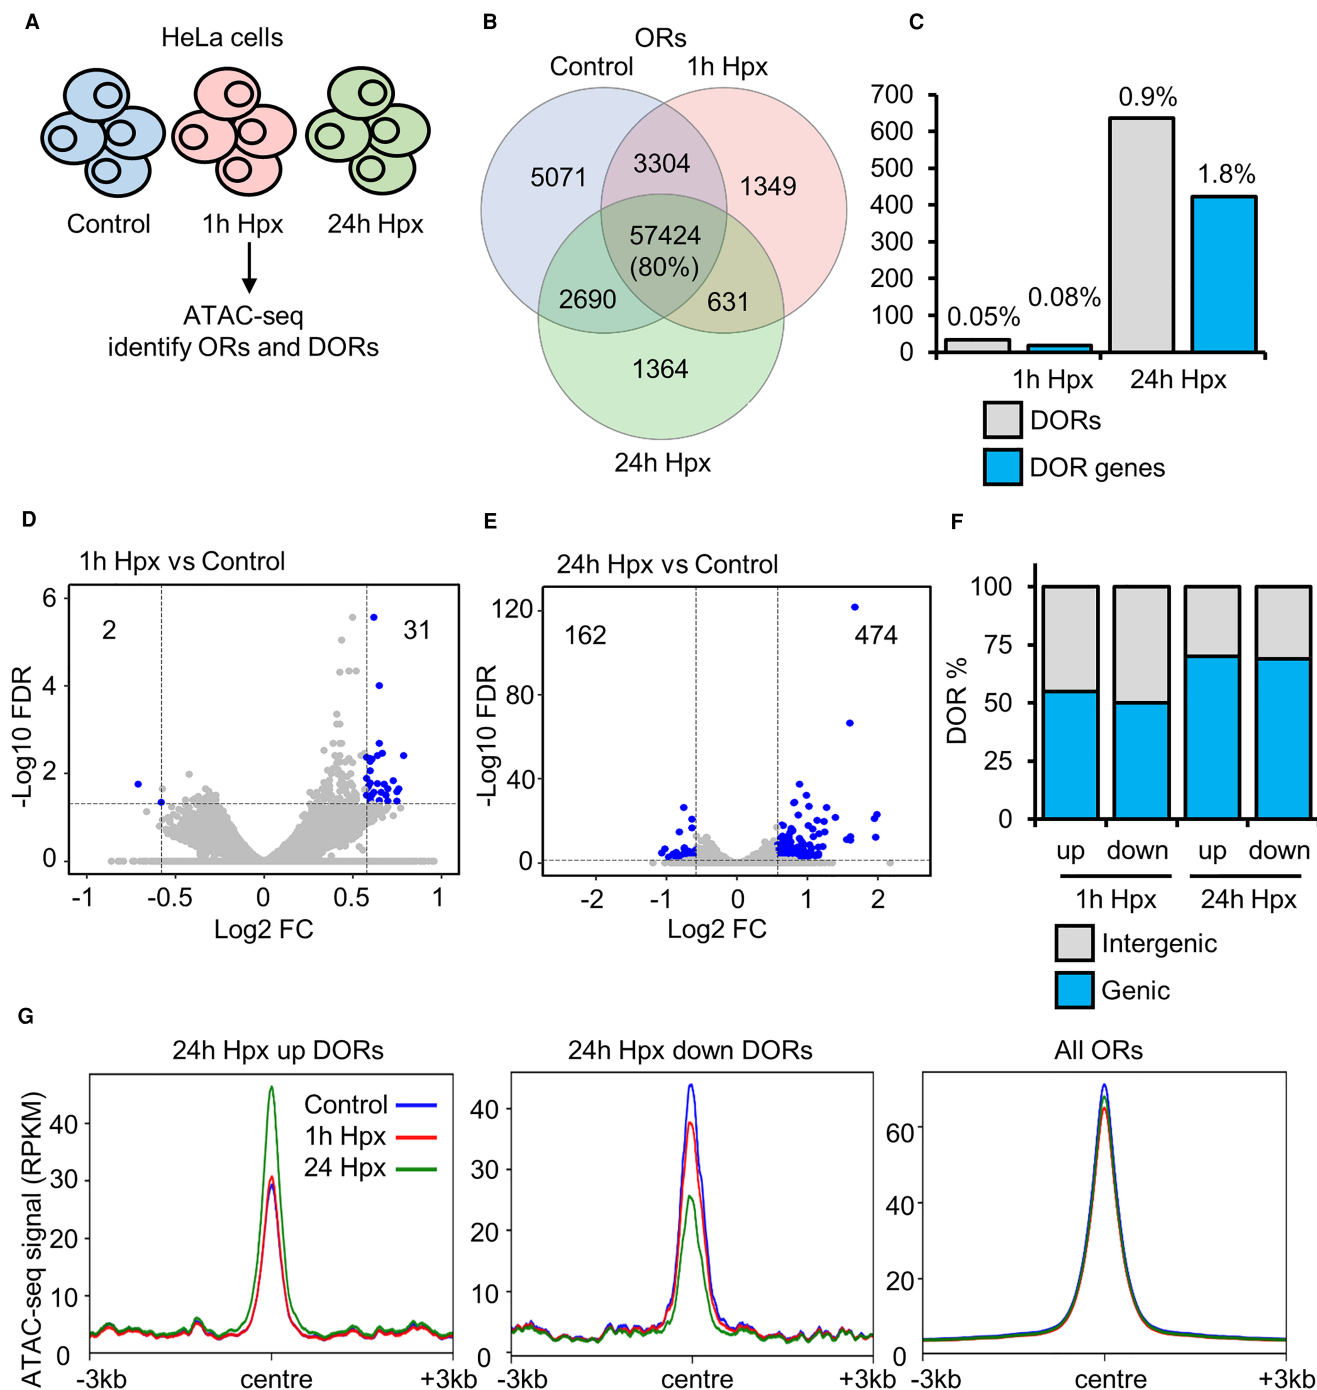 A
HeLa cells
Control
1h Hpx
24h Hpx
ATAC-seq
identify ORs and DORs
B
ORs
Control
1h Hpx
5071
3304
1349
57424
(80%)
2690
631
1364
24h Hpx
C
700
600
500
400
300
200
100
0
0.05%
0.08%
0.9%
1.8%
1h Hpx
24h Hpx
DORs
DOR genes
D
1h Hpx vs Control
2
31
-Log10 FDR
6
4
2
0
-1
-0.5
0
0.5
1
Log2 FC
E
24h Hpx vs Control
162
474
-Log10 FDR
120
80
40
0
-2
-1
0
1
2
Log2 FC
F
DOR %
100
75
50
25
0
up
down
up
down
1h Hpx
24h Hpx
Intergenic
Genic
G
24h Hpx up DORs
ATAC-seq signal (RPKM)
40
30
20
10
0
Control
1h Hpx
24 Hpx
-3kb
centre
+3kb
24h Hpx down DORs
40
30
20
10
0
-3kb
centre
+3kb
All ORs
60
40
20
0
-3kb
centre
+3kb